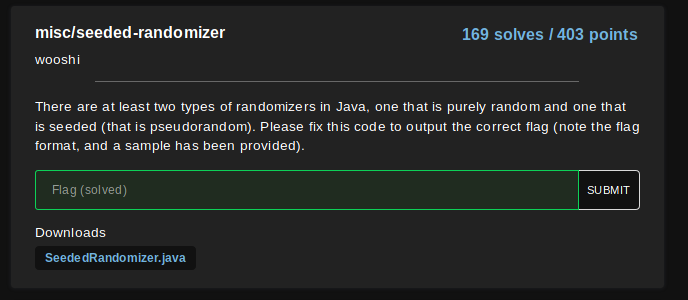 misc/seeded-randomizer
169 solves / 403 points
wooshi
There are at least two types of randomizers in Java, one that is purely random and one that
is seeded (that is pseudorandom). Please fix this code to output the correct flag (note the flag
format, and a sample has been provided).
Flag (solved)
SUBMIT
Downloads
SeededRandomizer.java